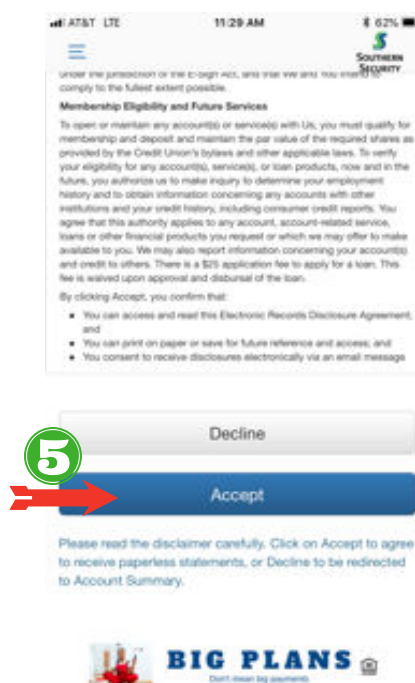 AT&T LTE 11:29 AM 62%
S
SOUTHERN
SECURITY
under the jurisdiction of the E-Sign Act, and that We and You intend to
comply to the fullest extent possible.
Membership Eligibility and Future Services
To open or maintain any account(s) or service(s) with Us, you must qualify for
membership and deposit and maintain the par value of the required shares as
provided by the Credit Union's bylaws and other applicable laws. To verify
your eligibility for any account(s), service(s), or loan products, now and in the
future, you authorize us to make inquiry to determine your employment
history and to obtain information concerning any accounts with other
institutions and your credit history, including consumer credit reports. You
agree that this authority applies to any account, account-related service,
loans or other financial products you request or which we may offer to make
available to you. We may also report information concerning your account(s)
and credit to others. There is a $25 application fee to apply for a loan. This
fee is waived upon approval and disbursal of the loan.
By clicking Accept, you confirm that:
• You can access and read this Electronic Records Disclosure Agreement;
and
• You can print on paper or save for future reference and access; and
• You consent to receive disclosures electronically via an email message
Decline
5
Accept
Please read the disclaimer carefully. Click on Accept to agree
to receive paperless statements, or Decline to be redirected
to Account Summary.
BIG PLANS
Don't mean big payments.